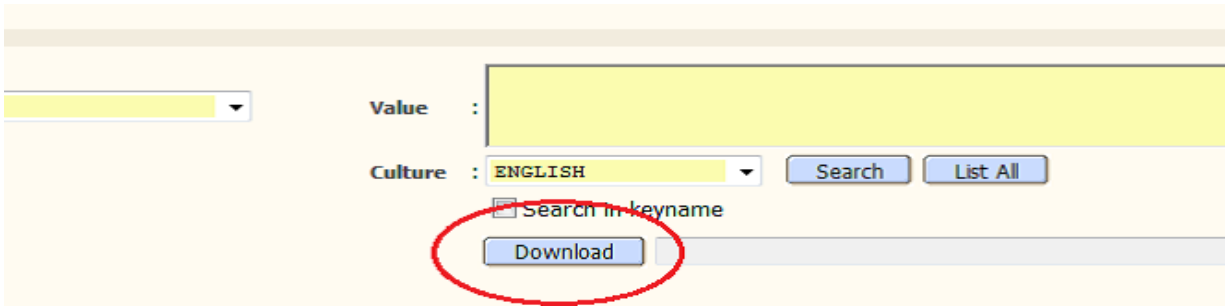 Value :
Culture : ENGLISH Search List All
Search in keyname
Download